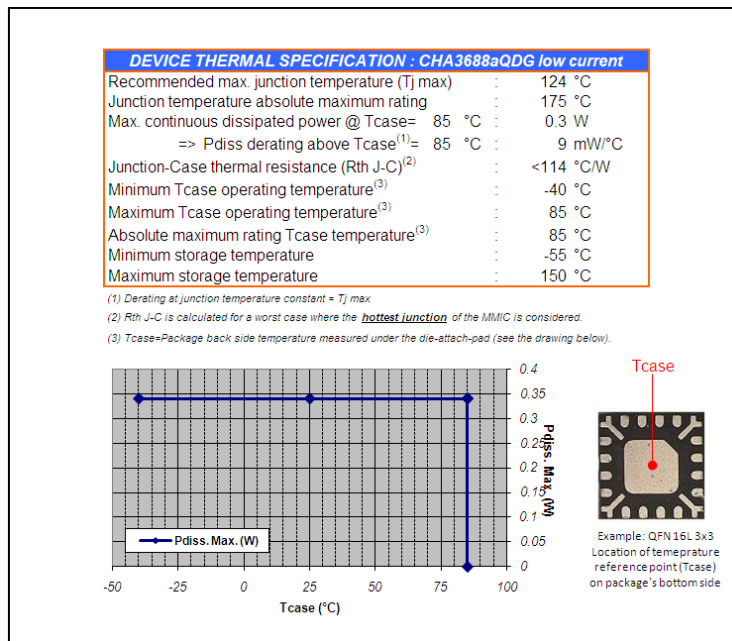 DEVICE THERMAL SPECIFICATION : CHA3688aQDG low current
Recommended max. junction temperature (Tj max) : 124 °C
Junction temperature absolute maximum rating : 175 °C
Max. continuous dissipated power @ Tcase= 85 °C : 0.3 W
=> Pdiss derating above Tcase(1)= 85 °C : 9 mW/°C
Junction-Case thermal resistance (Rth J-C)(2) : <114 °C/W
Minimum Tcase operating temperature(3) : -40 °C
Maximum Tcase operating temperature(3) : 85 °C
Absolute maximum rating Tcase temperature(3) : 85 °C
Minimum storage temperature : -55 °C
Maximum storage temperature : 150 °C
(1) Derating at junction temperature constant = Tj max
(2) Rth J-C is calculated for a worst case where the hottest junction of the MMIC is considered.
(3) Tcase=Package back side temperature measured under the die-attach-pad (see the drawing below).
0.4
0.35
0.3
0.25
0.2
0.15
0.1
0.05
0
Pdiss. Max. (W)
Pdiss. Max. (W)
-50 -25 0 25 50 75 100
Tcase (°C)
Tcase
Example: QFN 16L 3x3
Location of temeprature
reference point (Tcase)
on package's bottom side